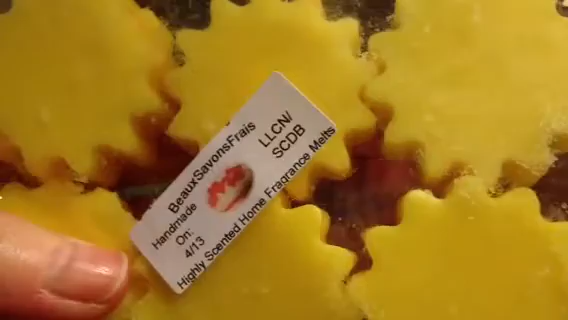 BeauxSavonsFrais
Handmade
On:
4/13
LLCN/
SCDB
Highly Scented Home Fragrance Melts